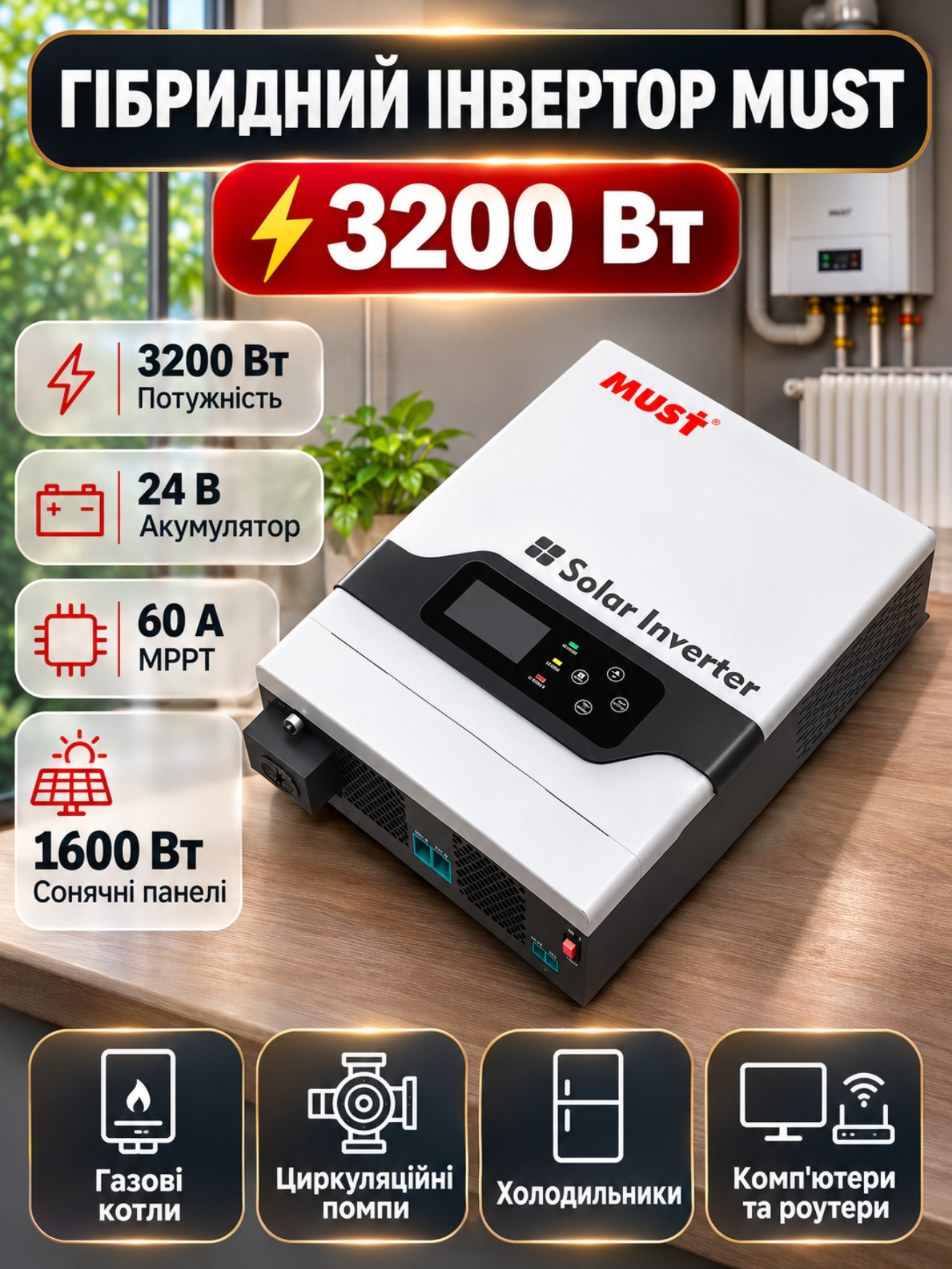 ГІБРИДНИЙ ІНВЕРТОР MUST
3200 Вт
3200 Вт
Потужність
24 В
Акумулятор
60 А
MPPT
1600 Вт
Сонячні панелі
MUST®
Solar Inverter
MUST
Газові
котли
Циркуляційні
помпи
Холодильники
Комп'ютери
та роутери